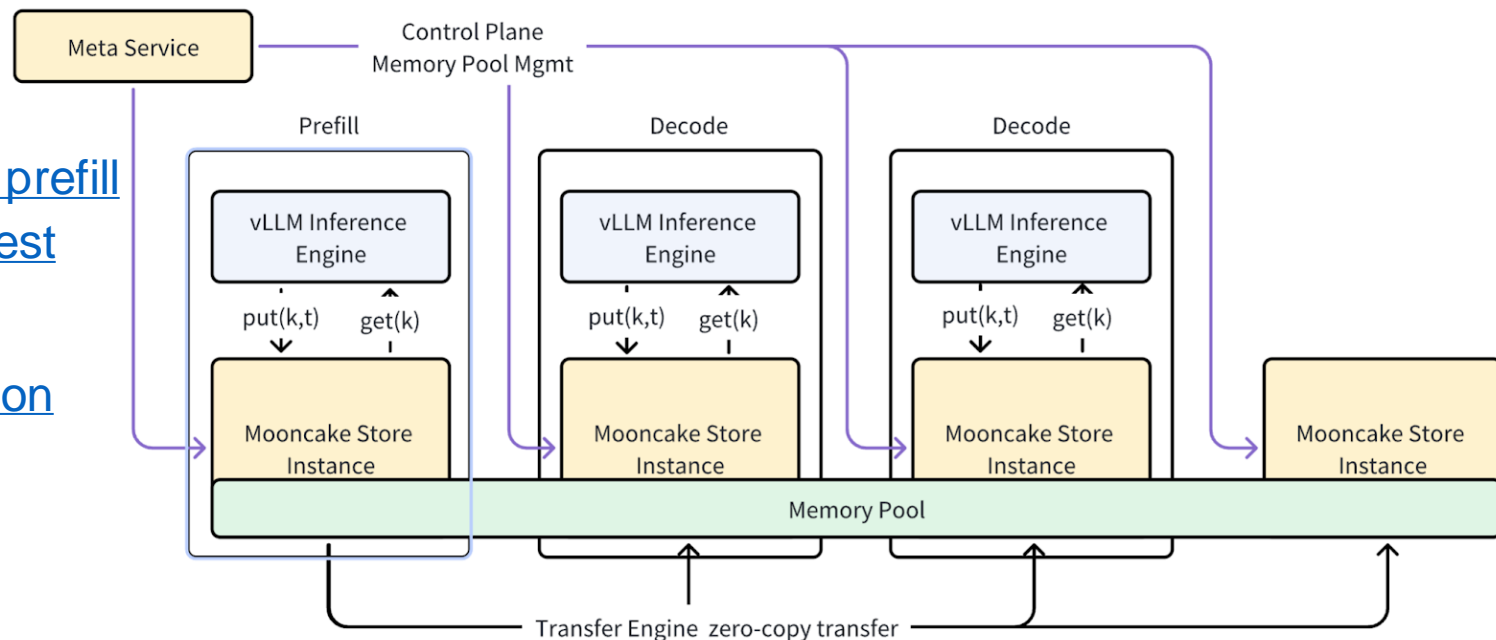 Meta Service
Control Plane
Memory Pool Mgmt
Prefill
Decode
Decode
prefill
est
on
vLLM Inference
Engine
vLLM Inference
Engine
vLLM Inference
Engine
put(k,t)
get(k)
put(k,t)
get(k)
put(k,t)
get(k)
Mooncake Store
Instance
Mooncake Store
Instance
Mooncake Store
Instance
Mooncake Store
Instance
Memory Pool
Transfer Engine zero-copy transfer